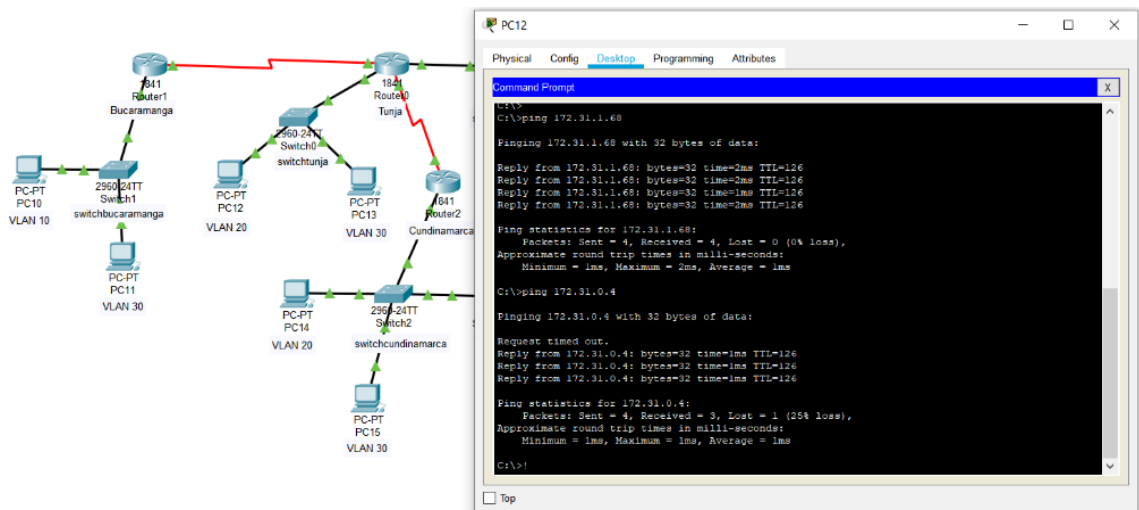 1841
Router1
Bucaramanga
1841
Router0
Tunja
2960-24TT
Switch0
switchtunja
PC-PT
PC10
VLAN 10
2960-24TT
Switch1
switchbucaramanga
PC-PT
PC12
VLAN 20
PC-PT
PC13
VLAN 30
1841
Router2
Cundinamarca
PC-PT
PC11
VLAN 30
PC-PT
PC14
VLAN 20
2960-24TT
Switch2
switchcundinamarca
PC-PT
PC15
VLAN 30
PC12
Physical Config Desktop Programming Attributes
Command Prompt X
C:\>
C:\>ping 172.31.1.68
Pinging 172.31.1.68 with 32 bytes of data:
Reply from 172.31.1.68: bytes=32 time=2ms TTL=126
Reply from 172.31.1.68: bytes=32 time=2ms TTL=126
Reply from 172.31.1.68: bytes=32 time=1ms TTL=126
Reply from 172.31.1.68: bytes=32 time=2ms TTL=126
Ping statistics for 172.31.1.68:
Packets: Sent = 4, Received = 4, Lost = 0 (0% loss),
Approximate round trip times in milli-seconds:
Minimum = 1ms, Maximum = 2ms, Average = 1ms
C:\>ping 172.31.0.4
Pinging 172.31.0.4 with 32 bytes of data:
Request timed out.
Reply from 172.31.0.4: bytes=32 time=1ms TTL=126
Reply from 172.31.0.4: bytes=32 time=1ms TTL=126
Reply from 172.31.0.4: bytes=32 time=1ms TTL=126
Ping statistics for 172.31.0.4:
Packets: Sent = 4, Received = 3, Lost = 1 (25% loss),
Approximate round trip times in milli-seconds:
Minimum = 1ms, Maximum = 1ms, Average = 1ms
C:\>!
Top